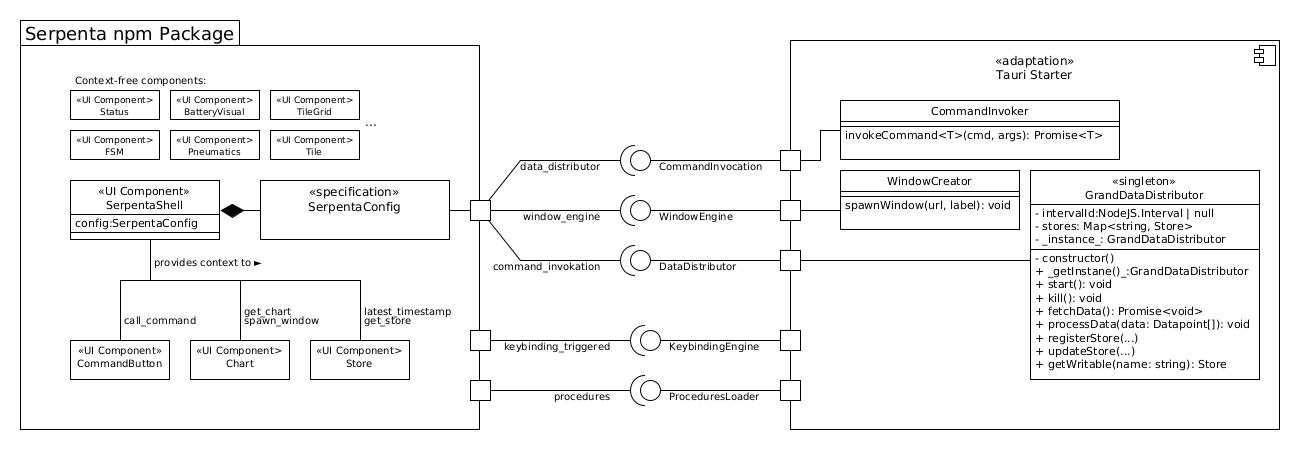 Serpenta npm Package
Context-free components:
«UI Component>
Status
«UI Component>
BatteryVisual
«UI Component>
TileGrid
«UI Component>
FSM
«UI Component>
Pneumatics
«UI Component>
Tile
...
«UI Component»
SerpentaShell
config:SerpentaConfig
«specification»
SerpentaConfig
provides context to ►
call_command
get_chart
spawn_window
latest_timestamp
get_store
«UI Component»
CommandButton
«UI Component>
Chart
«UI Component>
Store
data_distributor
CommandInvocation
window_engine
WindowEngine
command_invokation
DataDistributor
keybinding_triggered
KeybindingEngine
procedures
ProceduresLoader
«adaptation»
Tauri Starter
CommandInvoker
invokeCommand<T>(cmd, args): Promise<T>
WindowCreator
spawnWindow(url, label): void
«singleton»
GrandDataDistributor
- intervalId:NodeJS.Interval | null
- stores: Map<string, Store>
- _instance_: GrandDataDistributor
- constructor()
+ _getInstane()_:GrandDataDistributor
+ start(): void
+ kill(): void
+ fetchData(): Promise<void>
+ processData(data: Datapoint[]): void
+ registerStore(...)
+ updateStore(...)
+ getWritable(name: string): Store